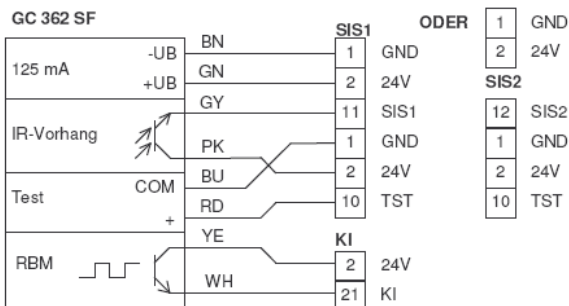 GC 362 SF
125 mA
-UB
+UB
IR-Vorhang
Test
COM
+
RBM
BN
GN
GY
PK
BU
RD
YE
WH
SIS1
1 GND
2 24V
11 SIS1
1 GND
2 24V
10 TST
KI
2 24V
21 KI
ODER
1 GND
2 24V
SIS2
12 SIS2
1 GND
2 24V
10 TST